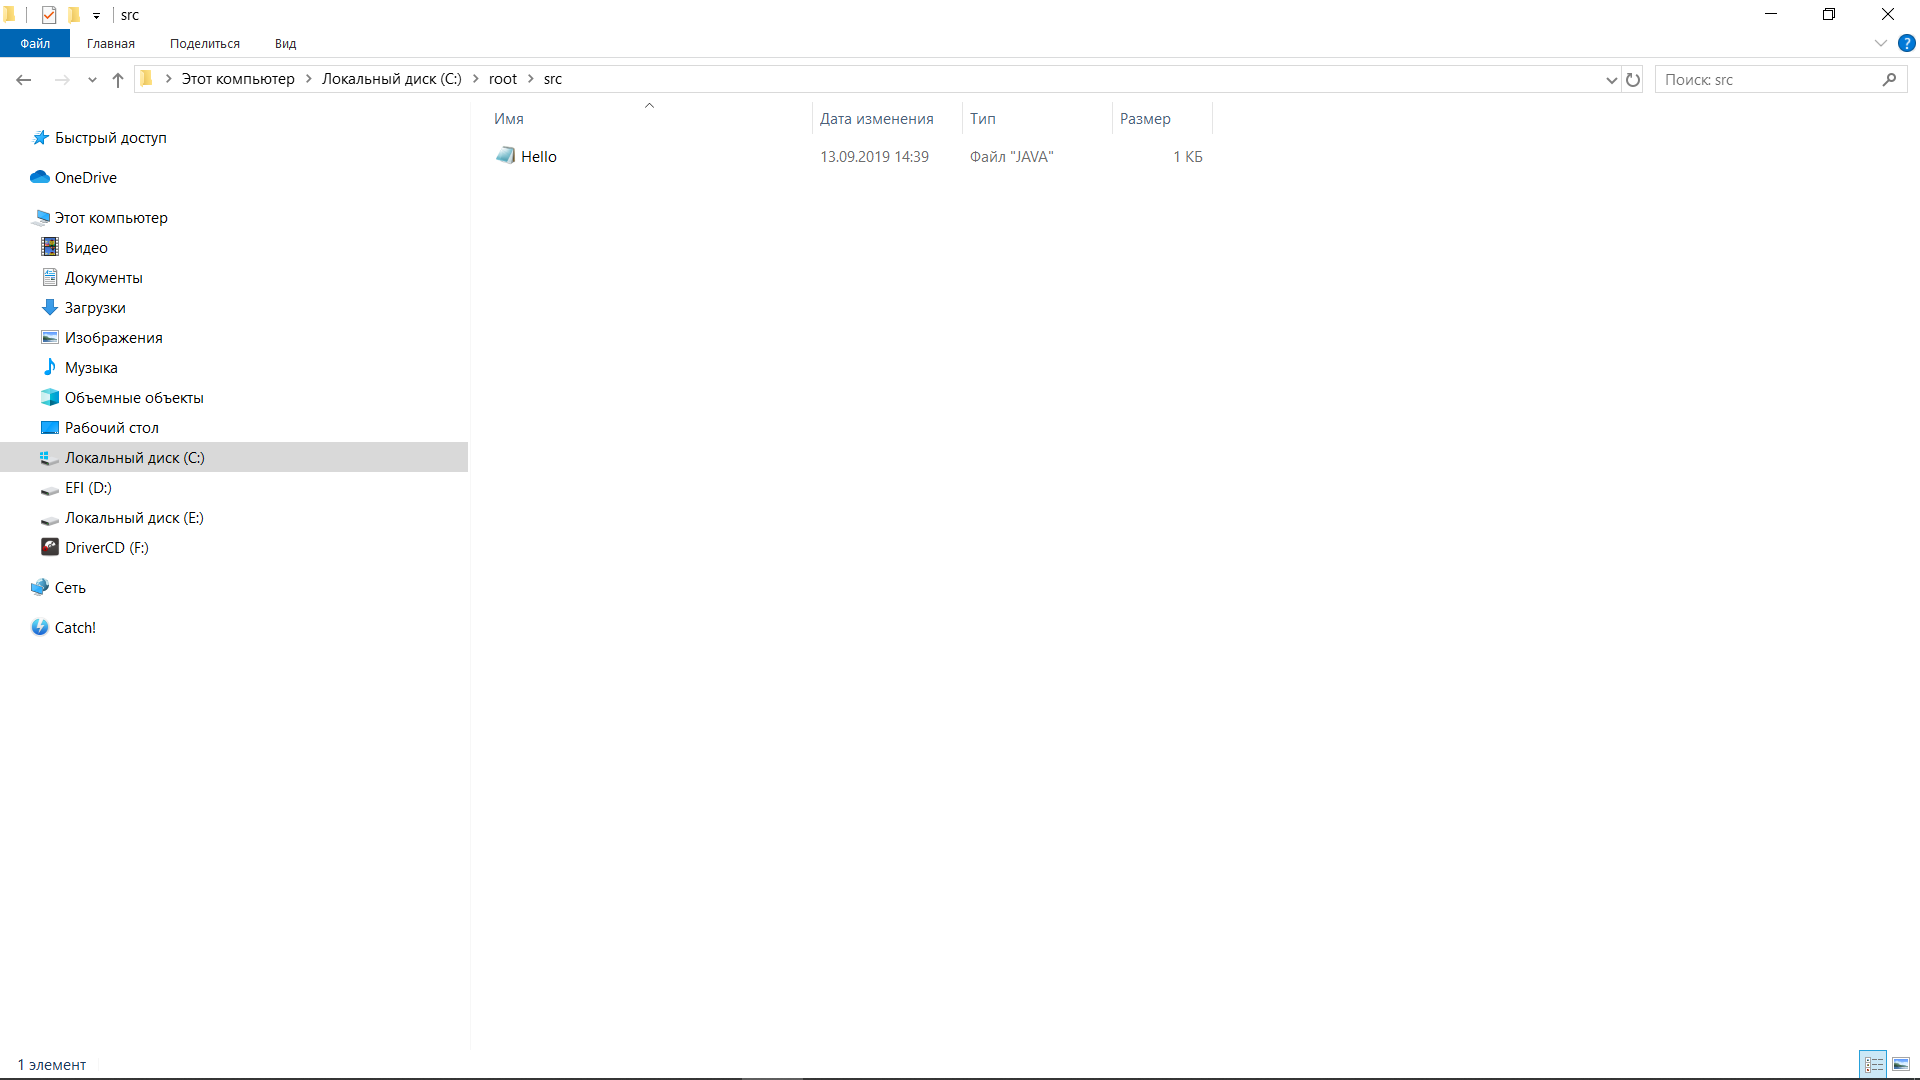 src
Файл Главная Поделиться Вид
Этот компьютер Локальный диск (C:) root src
Поиск: src
Имя Дата изменения Тип Размер
Hello 13.09.2019 14:39 Файл "JAVA" 1 КБ
Быстрый доступ
OneDrive
Этот компьютер
Видео
Документы
Загрузки
Изображения
Музыка
Объемные объекты
Рабочий стол
Локальный диск (C:)
EFI (D:)
Локальный диск (E:)
DriverCD (F:)
Сеть
Catch!
1 элемент